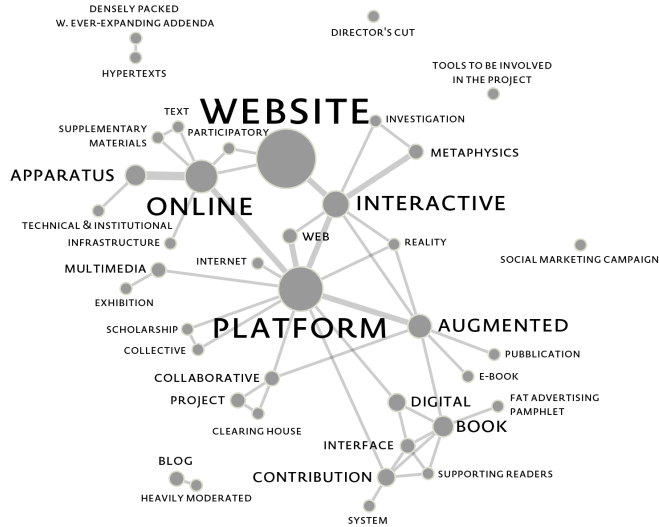 DENSELY PACKED
W. EVER-EXPANDING ADDENDA
DIRECTOR'S CUT
HYPERTEXTS
TOOLS TO BE INVOLVED
IN THE PROJECT
TEXT
WEBSITE
INVESTIGATION
SUPPLEMENTARY
MATERIALS
PARTICIPATORY
METAPHYSICS
APPARATUS
ONLINE
INTERACTIVE
TECHNICAL & INSTITUTIONAL
INFRASTRUCTURE
WEB
REALITY
INTERNET
SOCIAL MARKETING CAMPAIGN
MULTIMEDIA
EXHIBITION
SCHOLARSHIP
PLATFORM
AUGMENTED
COLLECTIVE
PUBBLICATION
COLLABORATIVE
E-BOOK
PROJECT
DIGITAL
FAT ADVERTISING
PAMPHLET
CLEARING HOUSE
BOOK
INTERFACE
BLOG
CONTRIBUTION
SUPPORTING READERS
HEAVILY MODERATED
SYSTEM